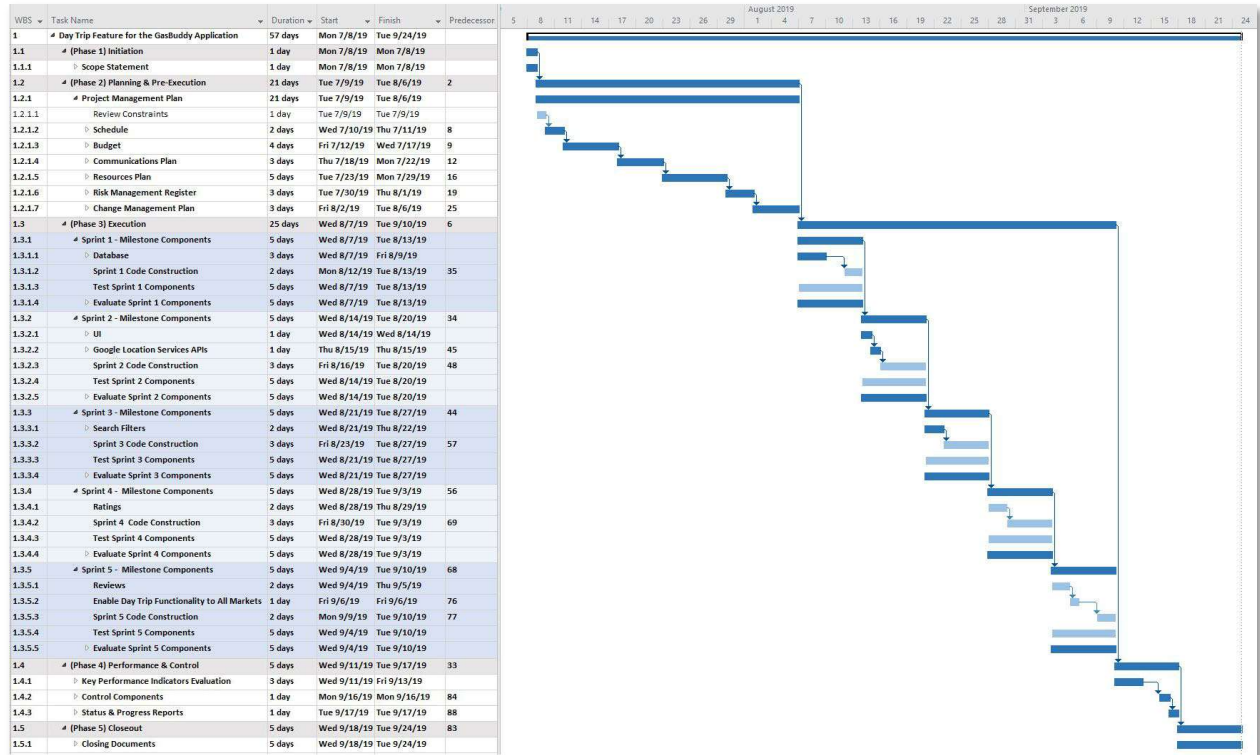 August 2019 September 2019
WBS Task Name Duration Start Finish Predecessor 5 8 11 14 17 20 23 26 29 1 4 7 10 13 16 19 22 25 28 31 3 6 9 12 15 18 21 24
1 Day Trip Feature for the GasBuddy Application 57 days Mon 7/8/19 Tue 9/24/19
1.1 (Phase 1) Initiation 1 day Mon 7/8/19 Mon 7/8/19
1.1.1 Scope Statement 1 day Mon 7/8/19 Mon 7/8/19
1.2 (Phase 2) Planning & Pre-Execution 21 days Tue 7/9/19 Tue 8/6/19 2
1.2.1 Project Management Plan 21 days Tue 7/9/19 Tue 8/6/19
1.2.1.1 Review Constraints 1 day Tue 7/9/19 Tue 7/9/19
1.2.1.2 Schedule 2 days Wed 7/10/19 Thu 7/11/19 8
1.2.1.3 Budget 4 days Fri 7/12/19 Wed 7/17/19 9
1.2.1.4 Communications Plan 3 days Thu 7/18/19 Mon 7/22/19 12
1.2.1.5 Resources Plan 5 days Tue 7/23/19 Mon 7/29/19 16
1.2.1.6 Risk Management Register 3 days Tue 7/30/19 Thu 8/1/19 19
1.2.1.7 Change Management Plan 3 days Fri 8/2/19 Tue 8/6/19 25
1.3 (Phase 3) Execution 25 days Wed 8/7/19 Tue 9/10/19 6
1.3.1 Sprint 1 - Milestone Components 5 days Wed 8/7/19 Tue 8/13/19
1.3.1.1 Database 3 days Wed 8/7/19 Fri 8/9/19
1.3.1.2 Sprint 1 Code Construction 2 days Mon 8/12/19 Tue 8/13/19 35
1.3.1.3 Test Sprint 1 Components 5 days Wed 8/7/19 Tue 8/13/19
1.3.1.4 Evaluate Sprint 1 Components 5 days Wed 8/7/19 Tue 8/13/19
1.3.2 Sprint 2 - Milestone Components 5 days Wed 8/14/19 Tue 8/20/19 34
1.3.2.1 UI 1 day Wed 8/14/19 Wed 8/14/19
1.3.2.2 Google Location Services APIs 1 day Thu 8/15/19 Thu 8/15/19 45
1.3.2.3 Sprint 2 Code Construction 3 days Fri 8/16/19 Tue 8/20/19 48
1.3.2.4 Test Sprint 2 Components 5 days Wed 8/14/19 Tue 8/20/19
1.3.2.5 Evaluate Sprint 2 Components 5 days Wed 8/14/19 Tue 8/20/19
1.3.3 Sprint 3 - Milestone Components 5 days Wed 8/21/19 Tue 8/27/19 44
1.3.3.1 Search Filters 2 days Wed 8/21/19 Thu 8/22/19
1.3.3.2 Sprint 3 Code Construction 3 days Fri 8/23/19 Tue 8/27/19 57
1.3.3.3 Test Sprint 3 Components 5 days Wed 8/21/19 Tue 8/27/19
1.3.3.4 Evaluate Sprint 3 Components 5 days Wed 8/21/19 Tue 8/27/19
1.3.4 Sprint 4 - Milestone Components 5 days Wed 8/28/19 Tue 9/3/19 56
1.3.4.1 Ratings 2 days Wed 8/28/19 Thu 8/29/19
1.3.4.2 Sprint 4 Code Construction 3 days Fri 8/30/19 Tue 9/3/19 69
1.3.4.3 Test Sprint 4 Components 5 days Wed 8/28/19 Tue 9/3/19
1.3.4.4 Evaluate Sprint 4 Components 5 days Wed 8/28/19 Tue 9/3/19
1.3.5 Sprint 5 - Milestone Components 5 days Wed 9/4/19 Tue 9/10/19 68
1.3.5.1 Reviews 2 days Wed 9/4/19 Thu 9/5/19
1.3.5.2 Enable Day Trip Functionality to All Markets 1 day Fri 9/6/19 Fri 9/6/19 76
1.3.5.3 Sprint 5 Code Construction 2 days Mon 9/9/19 Tue 9/10/19 77
1.3.5.4 Test Sprint 5 Components 5 days Wed 9/4/19 Tue 9/10/19
1.3.5.5 Evaluate Sprint 5 Components 5 days Wed 9/4/19 Tue 9/10/19
1.4 (Phase 4) Performance & Control 5 days Wed 9/11/19 Tue 9/17/19 33
1.4.1 Key Performance Indicators Evaluation 3 days Wed 9/11/19 Fri 9/13/19
1.4.2 Control Components 1 day Mon 9/16/19 Mon 9/16/19 84
1.4.3 Status & Progress Reports 1 day Tue 9/17/19 Tue 9/17/19 88
1.5 (Phase 5) Closeout 5 days Wed 9/18/19 Tue 9/24/19 83
1.5.1 Closing Documents 5 days Wed 9/18/19 Tue 9/24/19